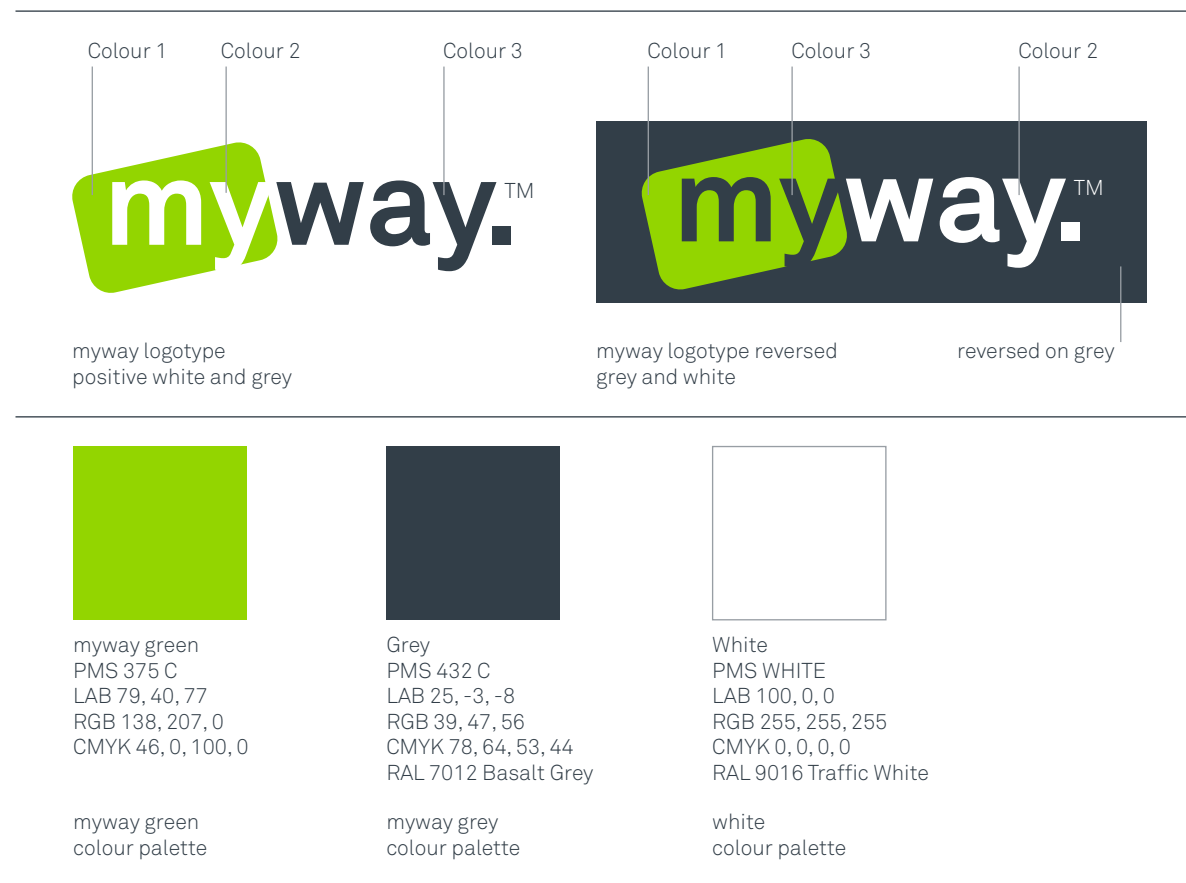 Colour 1 Colour 2 Colour 3
myway.™
myway logotype
positive white and grey
Colour 1 Colour 3 Colour 2
myway.™
myway logotype reversed
grey and white
reversed on grey
myway green
PMS 375 C
LAB 79, 40, 77
RGB 138, 207, 0
CMYK 46, 0, 100, 0
myway green
colour palette
Grey
PMS 432 C
LAB 25, -3, -8
RGB 39, 47, 56
CMYK 78, 64, 53, 44
RAL 7012 Basalt Grey
myway grey
colour palette
White
PMS WHITE
LAB 100, 0, 0
RGB 255, 255, 255
CMYK 0, 0, 0, 0
RAL 9016 Traffic White
white
colour palette